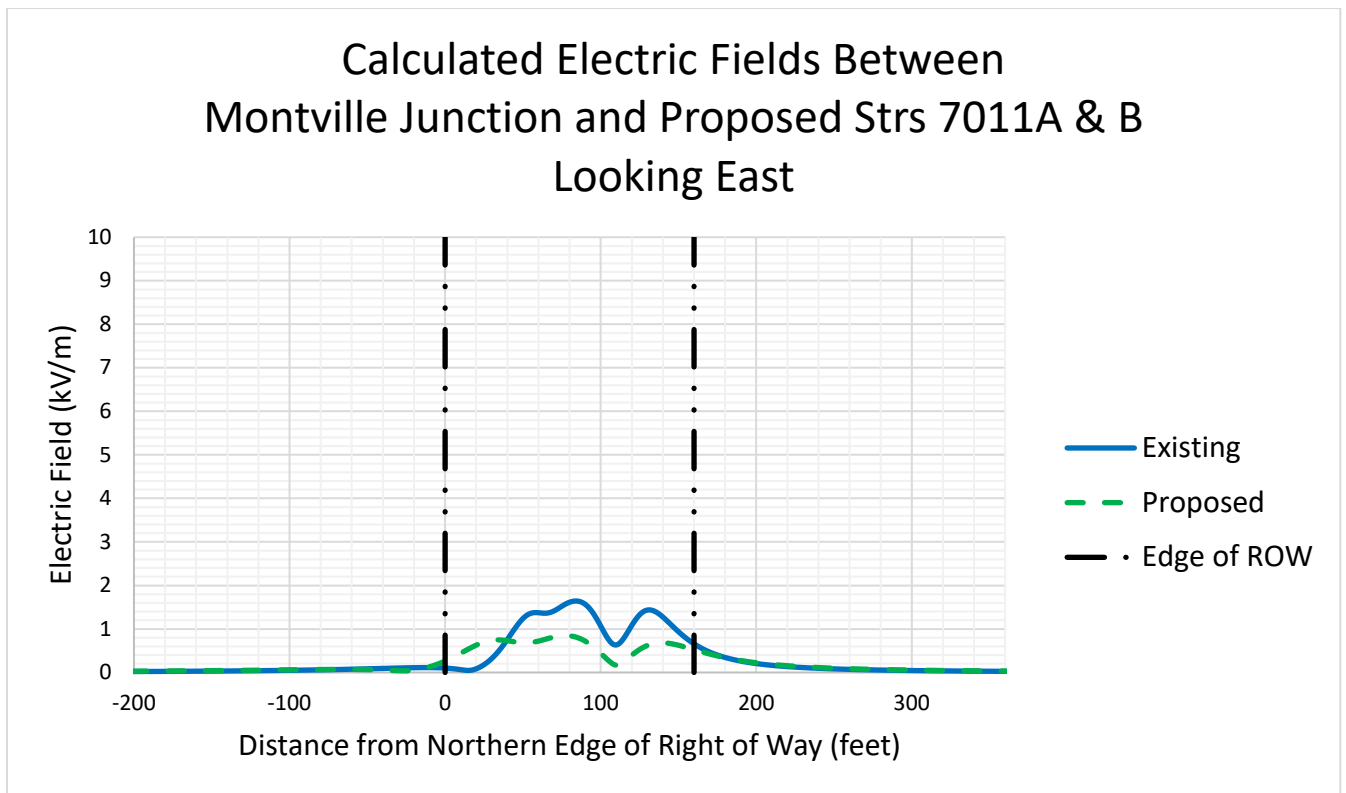 Calculated Electric Fields Between
Montville Junction and Proposed Strs 7011A & B
Looking East
10
9
8
7
6
5
4
3
2
1
0
Electric Field (kV/m)
-200
-100
0
100
200
300
Distance from Northern Edge of Right of Way (feet)
Existing
Proposed
Edge of ROW